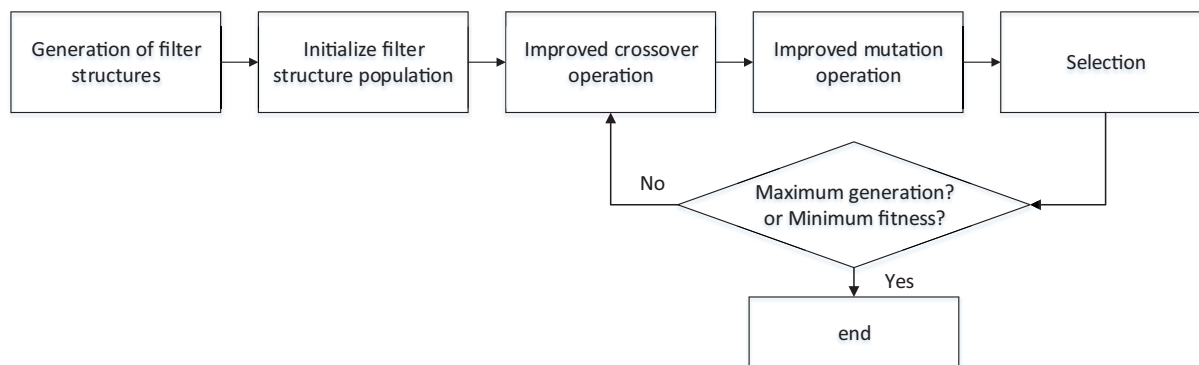 Generation of filter
structures
Initialize filter
structure population
Improved crossover
operation
Improved mutation
operation
Selection
No
Maximum generation?
or Minimum fitness?
Yes
end